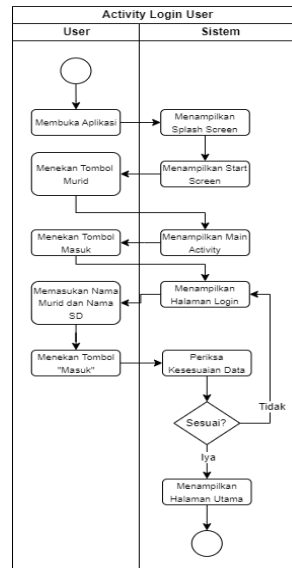 Activity Login User
User
Sistem
Membuka Aplikasi
Menampilkan
Splash Screen
Menekan Tombol
Murid
Menampilkan Start
Screen
Menekan Tombol
Masuk
Menampilkan Main
Activity
Memasukan Nama
Murid dan Nama
SD
Menampilkan
Halaman Login
Menekan Tombol
"Masuk"
Periksa
Kesesuaian Data
Sesuai?
Tidak
Iya
Menampilkan
Halaman Utama